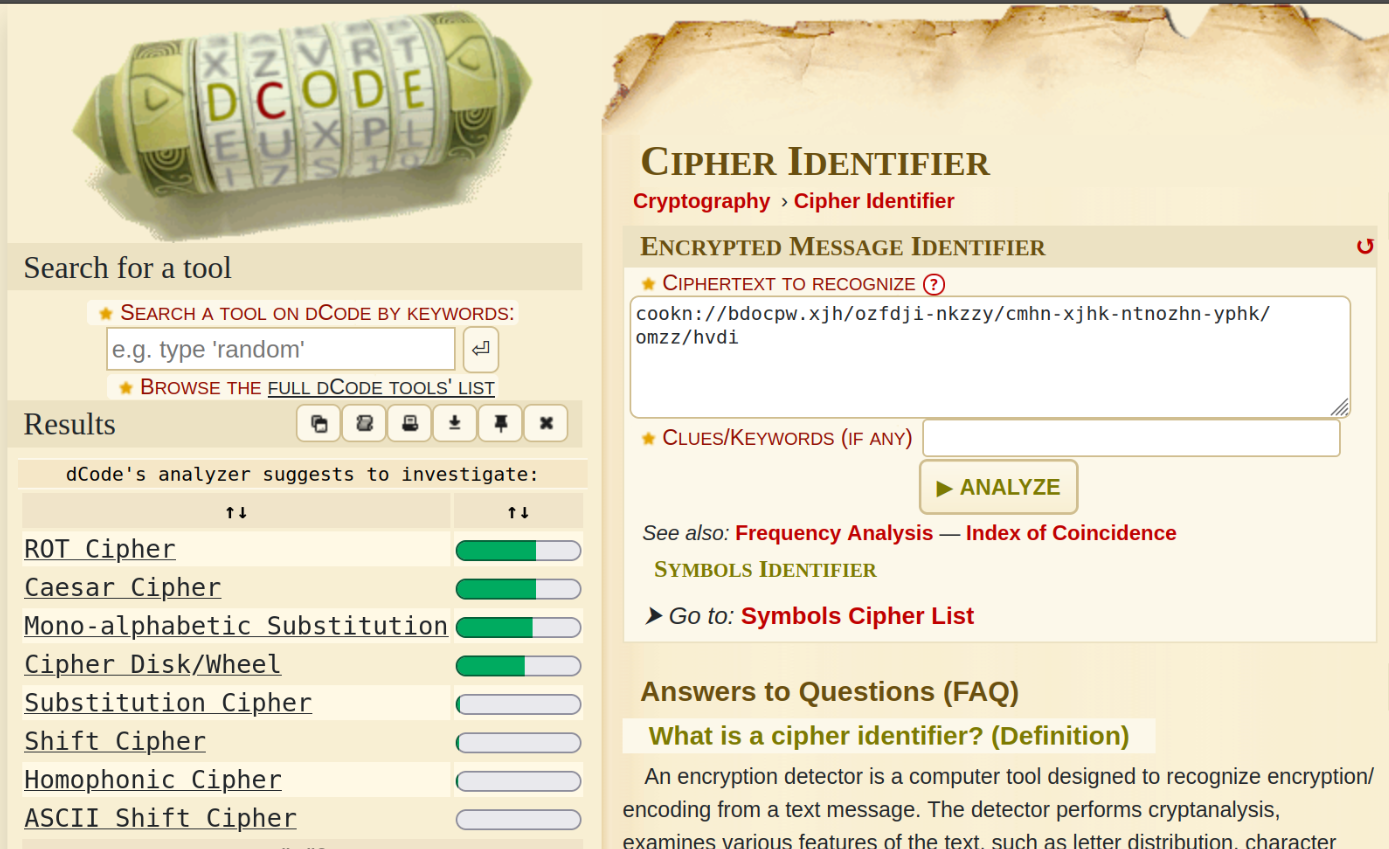 X Z V R T
D C O D E
E U X P L
Search for a tool
SEARCH A TOOL ON DCODE BY KEYWORDS:
e.g. type 'random'
BROWSE THE FULL DCODE TOOLS' LIST
Results
dCode's analyzer suggests to investigate:
↑↓ ↑↓
ROT Cipher
Caesar Cipher
Mono-alphabetic Substitution
Cipher Disk/Wheel
Substitution Cipher
Shift Cipher
Homophonic Cipher
ASCII Shift Cipher
CIPHER IDENTIFIER
Cryptography › Cipher Identifier
ENCRYPTED MESSAGE IDENTIFIER
CIPHERTEXT TO RECOGNIZE ?
cookn://bdocpw.xjh/ozfdji-nkzzy/cmhn-xjhk-ntnozhn-yphk/
omzz/hvdi
CLUES/KEYWORDS (IF ANY)
▶ ANALYZE
See also: Frequency Analysis — Index of Coincidence
SYMBOLS IDENTIFIER
➤ Go to: Symbols Cipher List
Answers to Questions (FAQ)
What is a cipher identifier? (Definition)
An encryption detector is a computer tool designed to recognize encryption/
encoding from a text message. The detector performs cryptanalysis,
examines various features of the text, such as letter distribution, character